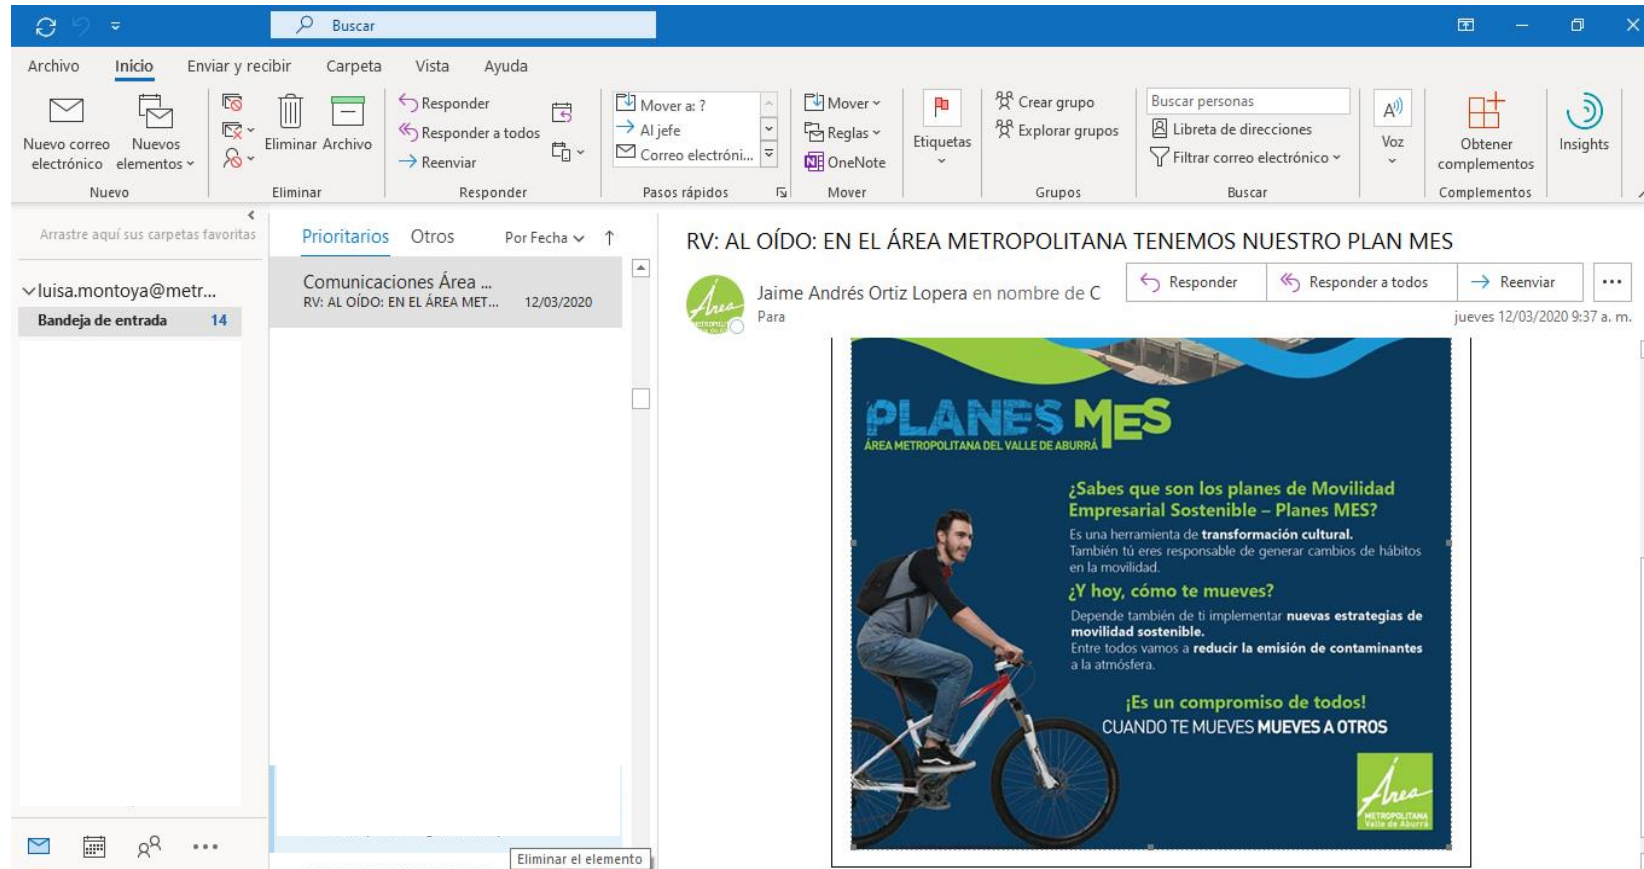 Buscar
Archivo Inicio Enviar y recibir Carpeta Vista Ayuda
Nuevo correo electrónico
Nuevos elementos
Eliminar
Archivo
Responder
Responder a todos
Reenviar
Mover a: ?
Al jefe
Correo electróni...
Mover
Reglas
OneNote
Etiquetas
Crear grupo
Explorar grupos
Buscar personas
Libreta de direcciones
Filtrar correo electrónico
Voz
Obtener complementos
Insights
Nuevo Eliminar Responder Pasos rápidos Mover Grupos Buscar Complementos
Arrastre aquí sus carpetas favoritas
luisa.montoya@metr...
Bandeja de entrada 14
Prioritarios Otros Por Fecha
Comunicaciones Área ...
RV: AL OÍDO: EN EL ÁREA MET... 12/03/2020
Eliminar el elemento
RV: AL OÍDO: EN EL ÁREA METROPOLITANA TENEMOS NUESTRO PLAN MES
Área
Jaime Andrés Ortiz Lopera en nombre de C
Para
Responder Responder a todos Reenviar
jueves 12/03/2020 9:37 a. m.
PLANES MES
ÁREA METROPOLITANA DEL VALLE DE ABURRÁ
¿Sabes que son los planes de Movilidad
Empresarial Sostenible – Planes MES?
Es una herramienta de transformación cultural.
También tú eres responsable de generar cambios de hábitos
en la movilidad.
¿Y hoy, cómo te mueves?
Depende también de ti implementar nuevas estrategias de
movilidad sostenible.
Entre todos vamos a reducir la emisión de contaminantes
a la atmósfera.
¡Es un compromiso de todos!
CUANDO TE MUEVES MUEVES A OTROS
Área
METROPOLITANA
Valle de Aburrá